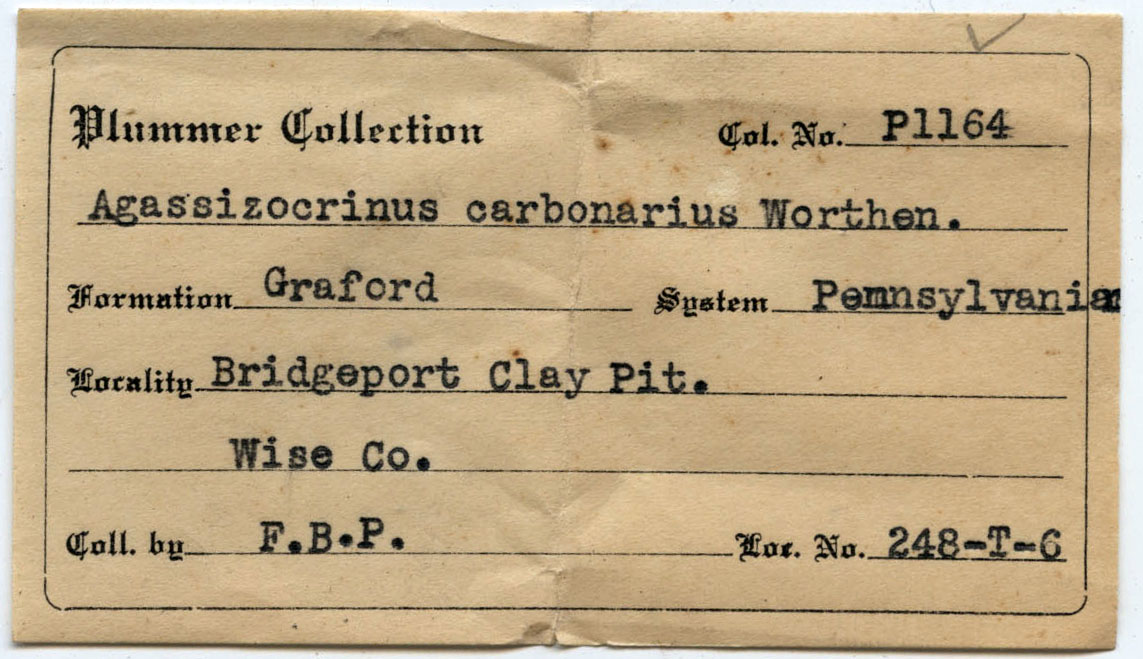 Plummer Collection Col. No. P1164
Agassizocrinus carbonarius Worthen.
Formation Graford System Pennsylvanian
Locality Bridgeport Clay Pit.
Wise Co.
Coll. by F.B.P. Loc. No. 248-T-6